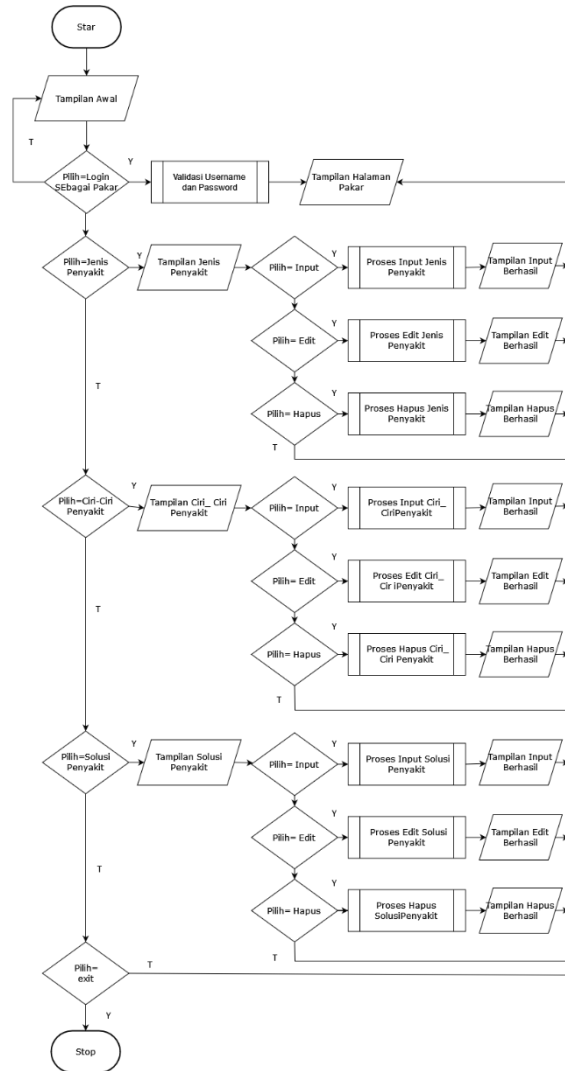 Star
Tampilan Awal
T
Pilih=Login
SEbagai Pakar
Y
Validasi Username
dan Password
Tampilan Halaman
Pakar
Pilih=Jenis
Penyakit
Y
Tampilan Jenis
Penyakit
Pilih= Input
Y
Proses Input Jenis
Penyakit
Tampilan Input
Berhasil
Pilih= Edit
Y
Proses Edit Jenis
Penyakit
Tampilan Edit
Berhasil
T
Pilih= Hapus
Y
Proses Hapus Jenis
Penyakit
Tampilan Hapus
Berhasil
T
Pilih=Ciri-Ciri
Penyakit
Y
Tampilan Ciri_ Ciri
Penyakit
Pilih= Input
Y
Proses Input Ciri_
CiriPenyakit
Tampilan Input
Berhasil
Pilih= Edit
Y
Proses Edit Ciri_
Cir iPenyakit
Tampilan Edit
Berhasil
T
Pilih= Hapus
Y
Proses Hapus Ciri_
Ciri Penyakit
Tampilan Hapus
Berhasil
T
Pilih=Solusi
Penyakit
Y
Tampilan Solusi
Penyakit
Pilih= Input
Y
Proses Input Solusi
Penyakit
Tampilan Input
Berhasil
Pilih= Edit
Y
Proses Edit Solusi
Penyakit
Tampilan Edit
Berhasil
T
Pilih= Hapus
Y
Proses Hapus
SolusiPenyakit
Tampilan Hapus
Berhasil
T
Pilih=
exit
T
Y
Stop